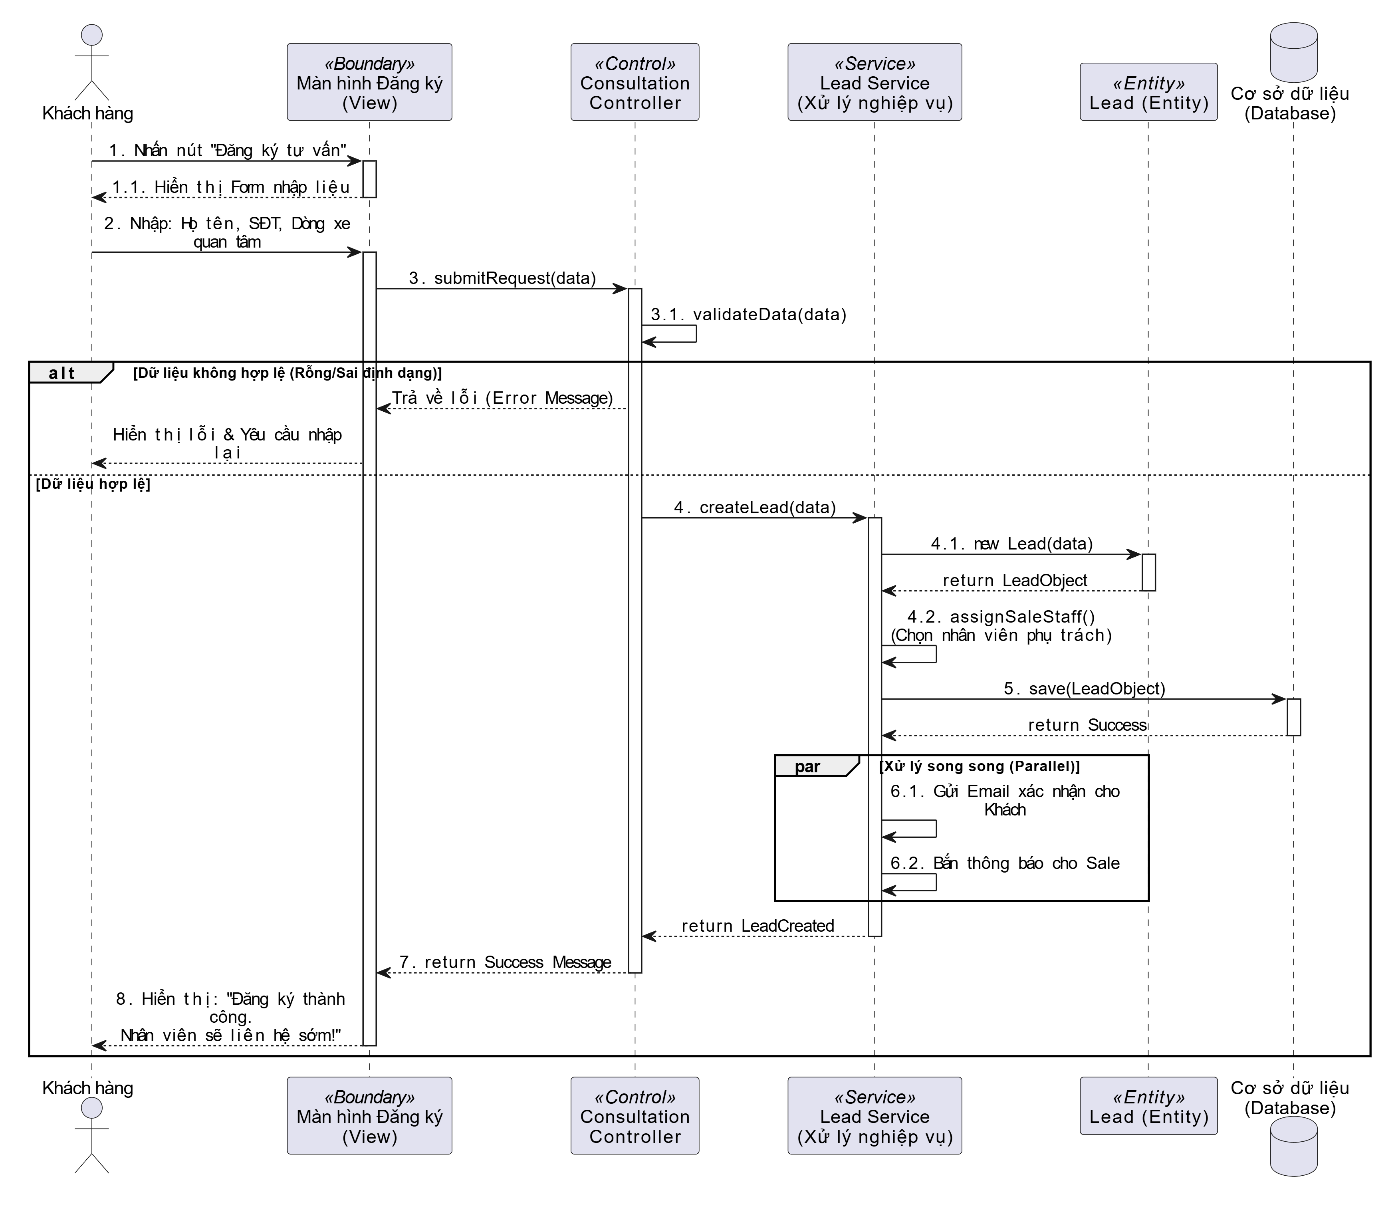 Khách hàng
«Boundary»
Màn hình Đăng ký
(View)
«Control»
Consultation
Controller
«Service»
Lead Service
(Xử lý nghiệp vụ)
«Entity»
Lead (Entity)
Cơ sở dữ liệu
(Database)
1. Nhấn nút "Đăng ký tư vấn"
1.1. Hiển thị Form nhập liệu
2. Nhập: Họ tên, SĐT, Dòng xe
quan tâm
3. submitRequest(data)
3.1. validateData(data)
alt
[Dữ liệu không hợp lệ (Rỗng/Sai định dạng)]
Trả về lỗi (Error Message)
Hiển thị lỗi & Yêu cầu nhập
lại
[Dữ liệu hợp lệ]
4. createLead(data)
4.1. new Lead(data)
return LeadObject
4.2. assignSaleStaff()
(Chọn nhân viên phụ trách)
5. save(LeadObject)
return Success
par
[Xử lý song song (Parallel)]
6.1. Gửi Email xác nhận cho
Khách
6.2. Bắn thông báo cho Sale
return LeadCreated
7. return Success Message
8. Hiển thị: "Đăng ký thành
công.
Nhân viên sẽ liên hệ sớm!"
Khách hàng
«Boundary»
Màn hình Đăng ký
(View)
«Control»
Consultation
Controller
«Service»
Lead Service
(Xử lý nghiệp vụ)
«Entity»
Lead (Entity)
Cơ sở dữ liệu
(Database)